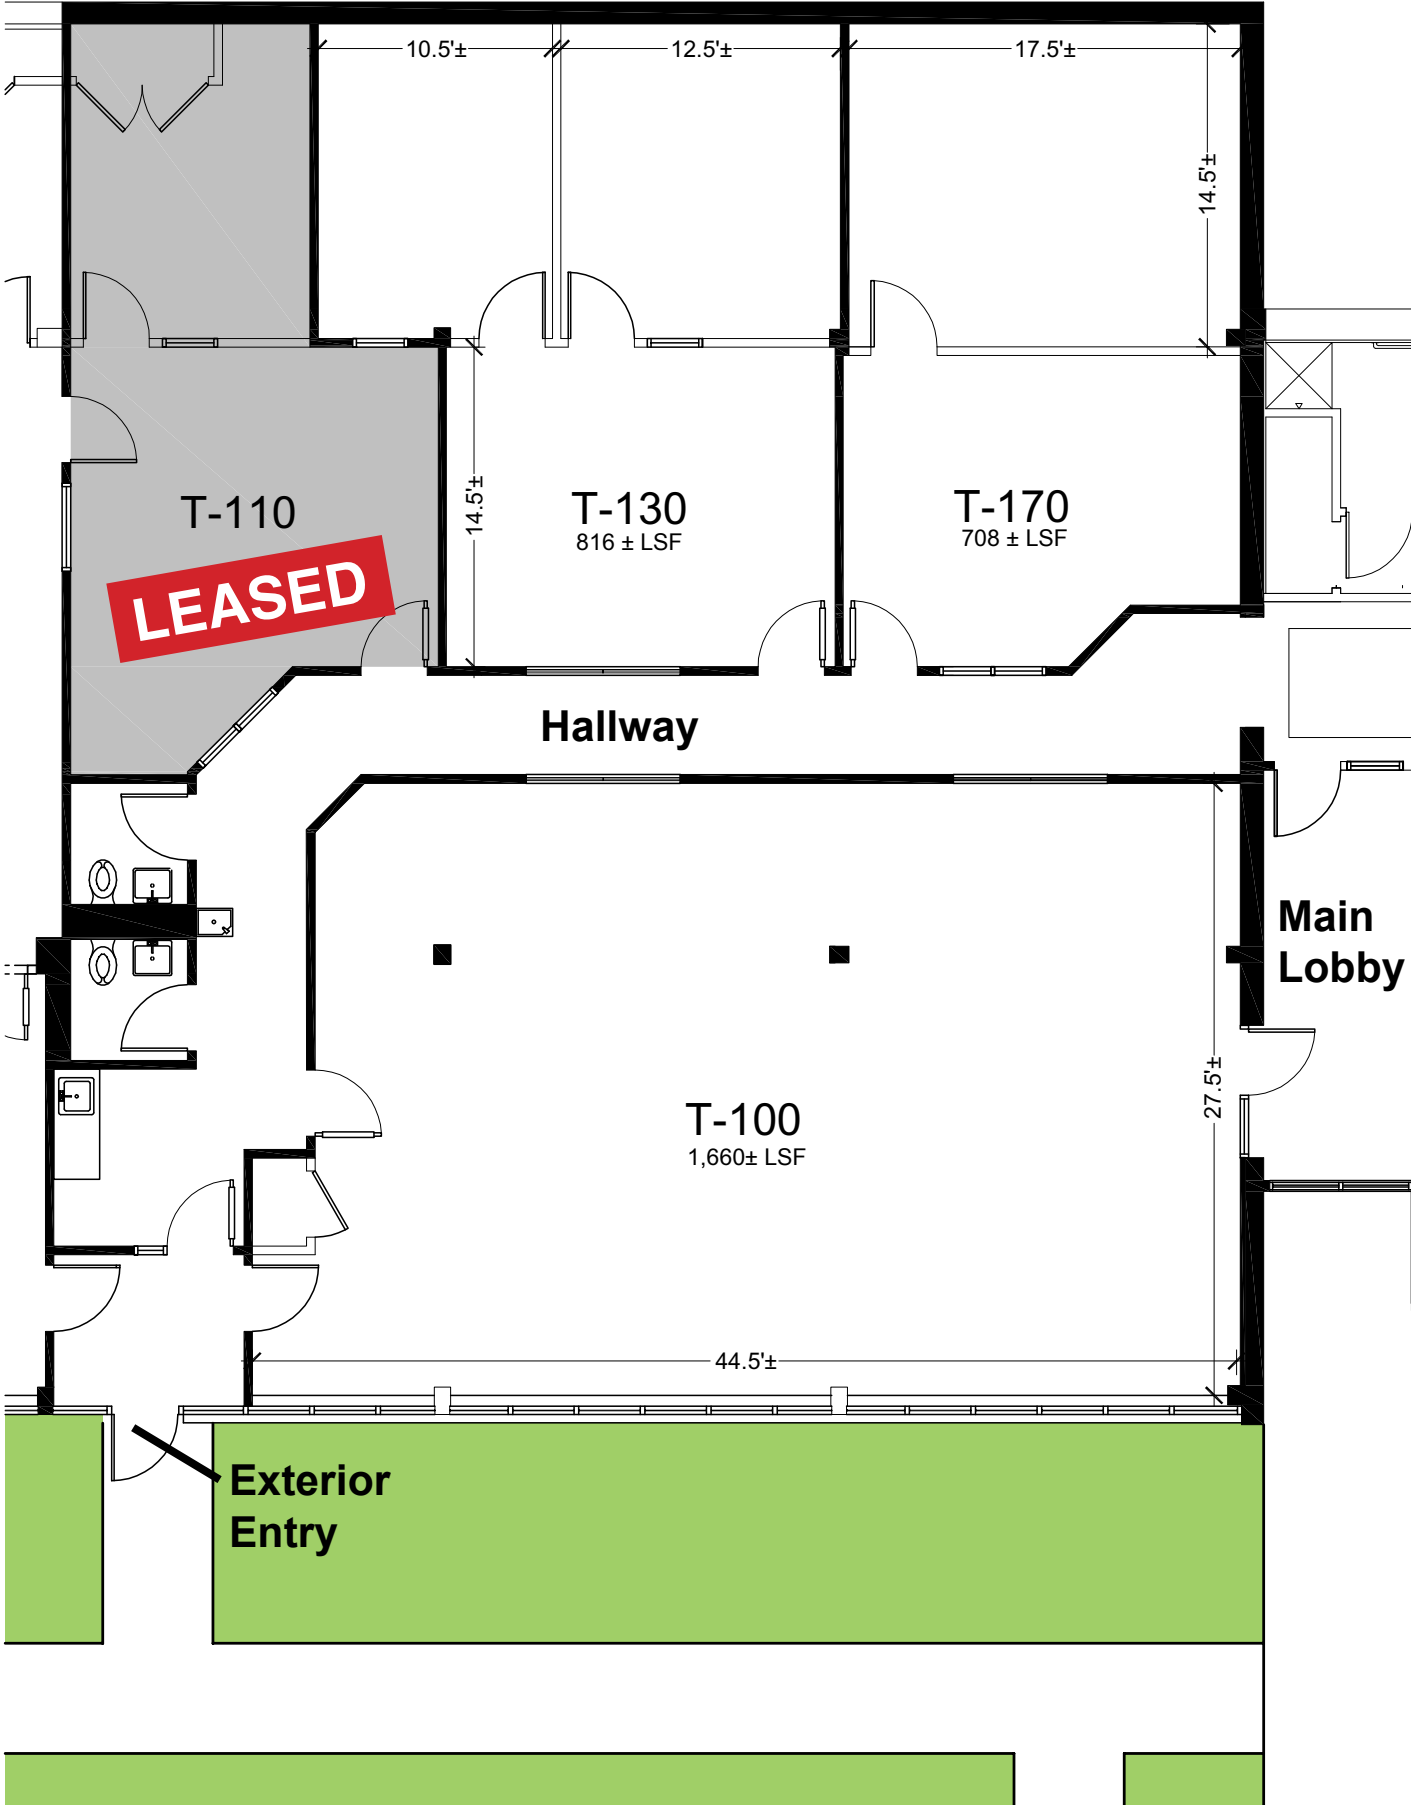 10.5'±
12.5'±
17.5'±
14.5'±
14.5'±
T-110
LEASED
T-130
816 ± LSF
T-170
708 ± LSF
Hallway
Main
Lobby
T-100
1,660± LSF
27.5'±
44.5'±
Exterior
Entry